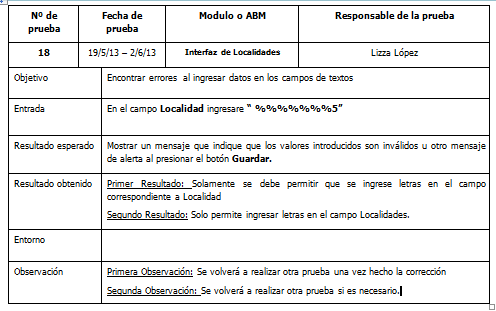 Nº de prueba
Fecha de prueba
Modulo o ABM
Responsable de la prueba
18
19/5/13 – 2/6/13
Interfaz de Localidades
Lizza López
Objetivo
Encontrar errores al ingresar datos en los campos de textos
Entrada
En el campo Localidad ingresare “ %%%%%%%5”
Resultado esperado
Mostrar un mensaje que indique que los valores introducidos son inválidos u otro mensaje
de alerta al presionar el botón Guardar.
Resultado obtenido
Primer Resultado: Solamente se debe permitir que se ingrese letras en el campo
correspondiente a Localidad
Segundo Resultado: Solo permite ingresar letras en el campo Localidades.
Entorno
Observación
Primera Observación: Se volverá a realizar otra prueba una vez hecho la corrección
Segunda Observación: Se volverá a realizar otra prueba si es necesario.